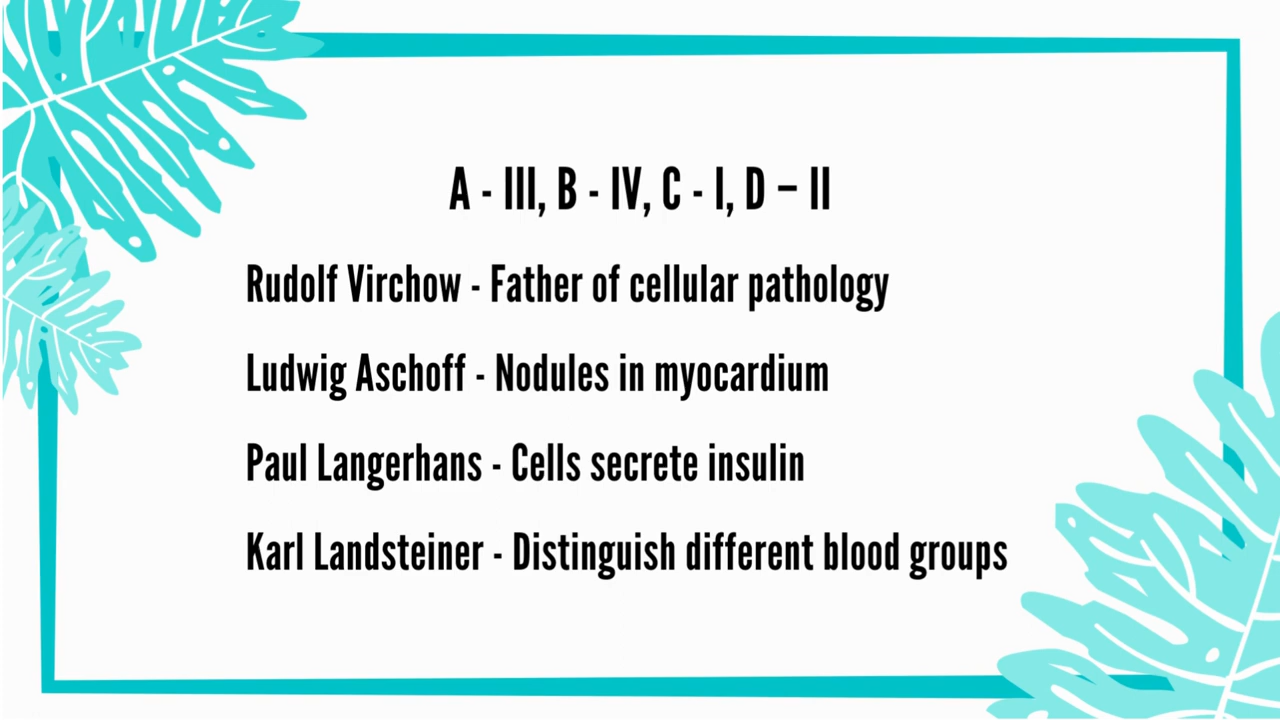 A - III, B - IV, C - I, D – II
Rudolf Virchow - Father of cellular pathology
Ludwig Aschoff - Nodules in myocardium
Paul Langerhans - Cells secrete insulin
Karl Landsteiner - Distinguish different blood groups